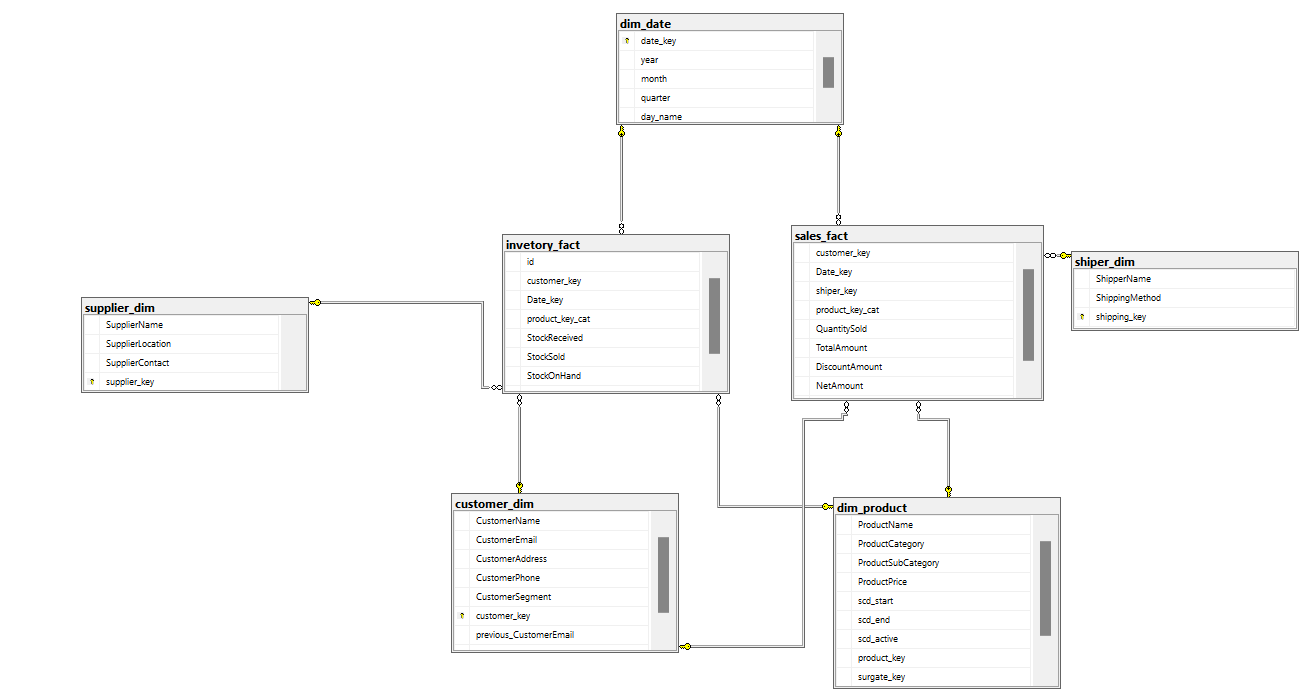 dim_date
date_key
year
month
quarter
day_name
invetory_fact
id
customer_key
Date_key
product_key_cat
StockReceived
StockSold
StockOnHand
sales_fact
customer_key
Date_key
shiper_key
product_key_cat
QuantitySold
TotalAmount
DiscountAmount
NetAmount
shiper_dim
ShipperName
ShippingMethod
shipping_key
supplier_dim
SupplierName
SupplierLocation
SupplierContact
supplier_key
customer_dim
CustomerName
CustomerEmail
CustomerAddress
CustomerPhone
CustomerSegment
customer_key
previous_CustomerEmail
dim_product
ProductName
ProductCategory
ProductSubCategory
ProductPrice
scd_start
scd_end
scd_active
product_key
surgate_key